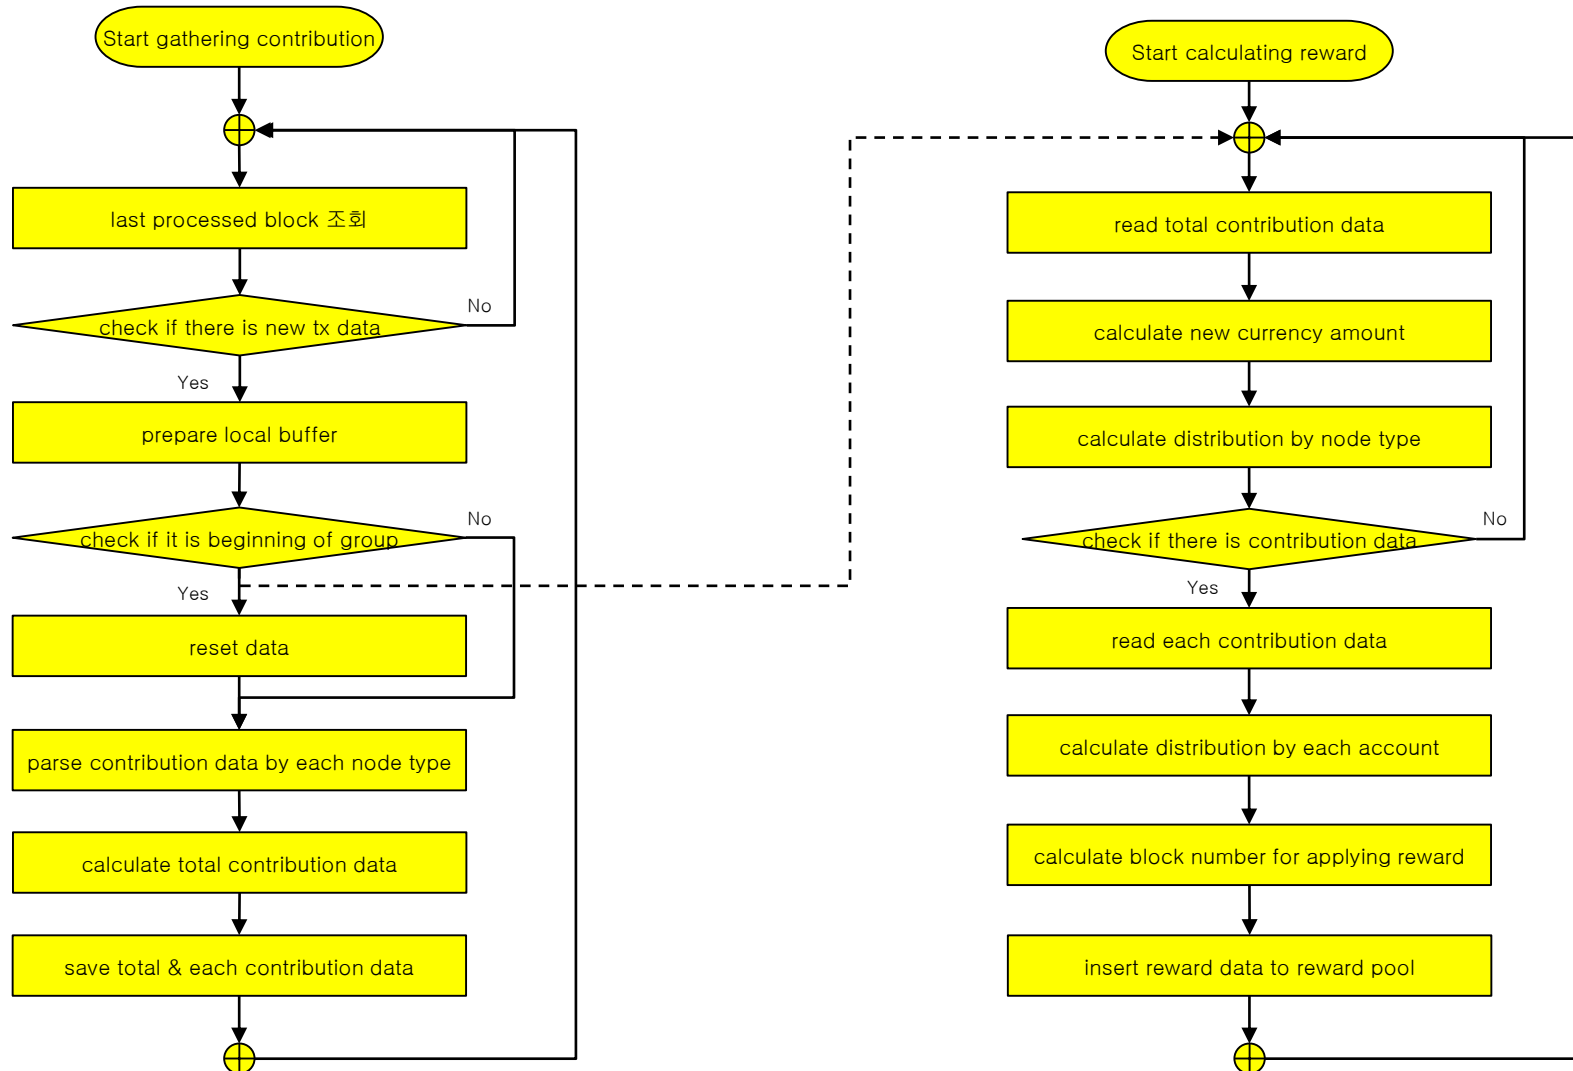 Start gathering contribution
last processed block 조회
check if there is new tx data
No
Yes
prepare local buffer
check if it is beginning of group
No
Yes
reset data
parse contribution data by each node type
calculate total contribution data
save total & each contribution data
Start calculating reward
read total contribution data
calculate new currency amount
calculate distribution by node type
check if there is contribution data
No
Yes
read each contribution data
calculate distribution by each account
calculate block number for applying reward
insert reward data to reward pool